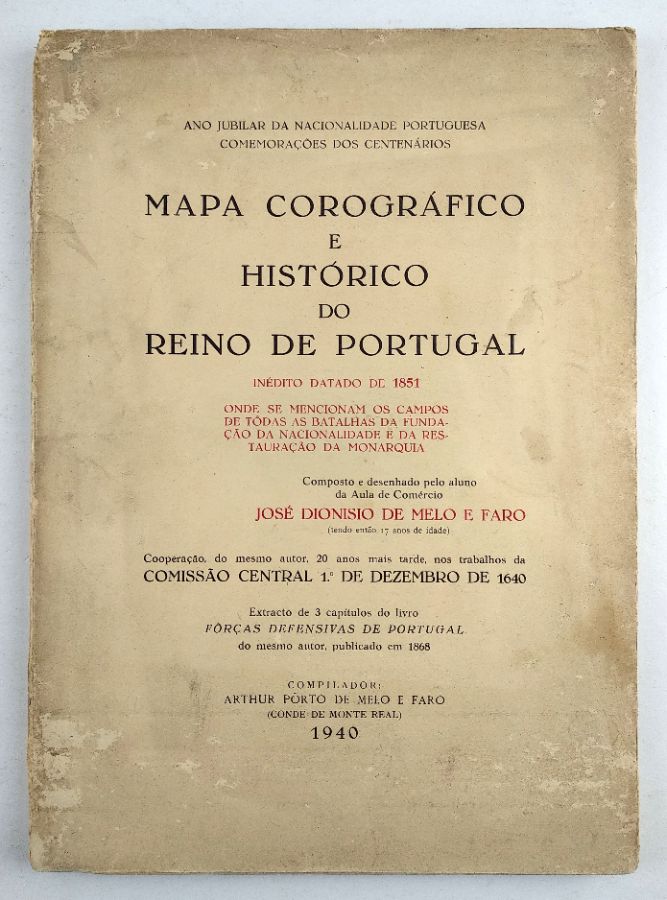 ANO JUBILAR DA NACIONALIDADE PORTUGUESA
COMEMORAÇÕES DOS CENTENÁRIOS
MAPA COROGRÁFICO
E
HISTÓRICO
DO
REINO DE PORTUGAL
INÉDITO DATADO DE 1851
ONDE SE MENCIONAM OS CAMPOS
DE TÔDAS AS BATALHAS DA FUNDA-
ÇÃO DA NACIONALIDADE E DA RES-
TAURAÇÃO DA MONARQUIA
Composto e desenhado pelo aluno
da Aula de Comércio
JOSÉ DIONISIO DE MELO E FARO
(tendo então 17 anos de idade)
Cooperação, do mesmo autor, 20 anos mais tarde, nos trabalhos da
COMISSÃO CENTRAL 1.º DE DEZEMBRO DE 1640
Extracto de 3 capítulos do livro
FÔRÇAS DEFENSIVAS DE PORTUGAL
do mesmo autor, publicado em 1868
COMPILADOR:
ARTHUR PÔRTO DE MELO E FARO
(CONDE DE MONTE REAL)
1940